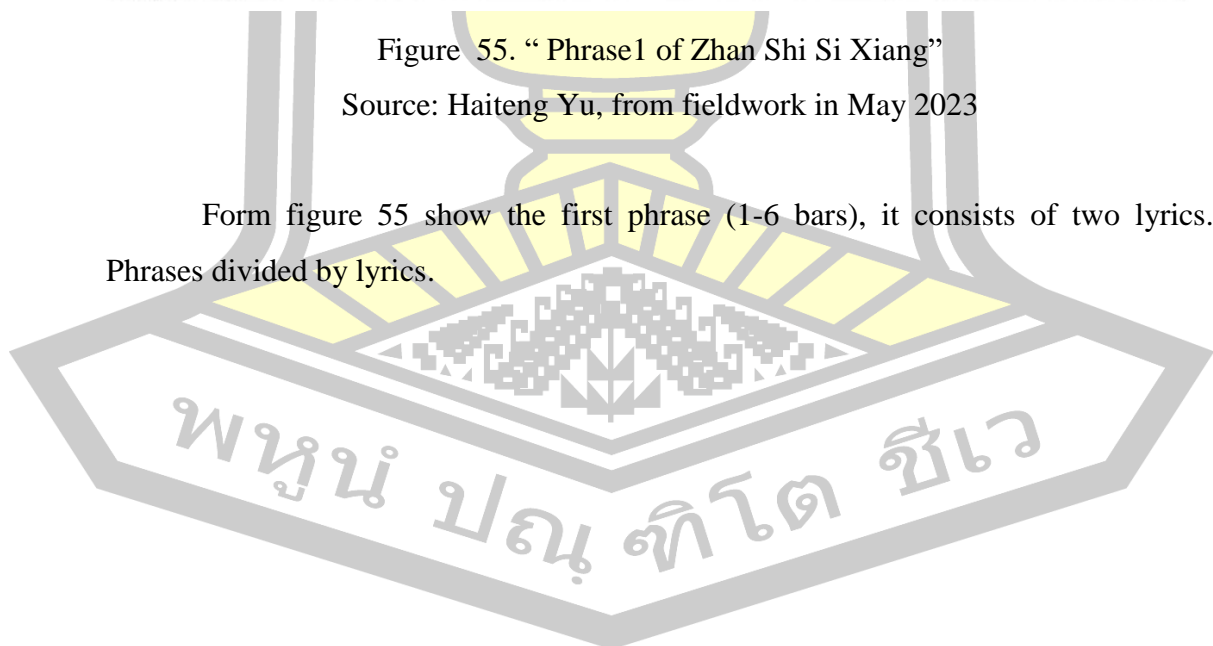 Figure 55. “ Phrase1 of Zhan Shi Si Xiang”
Source: Haiteng Yu, from fieldwork in May 2023
Form figure 55 show the first phrase (1-6 bars), it consists of two lyrics.
Phrases divided by lyrics.
พหูนํ ปณฺฑิโต ชีเว